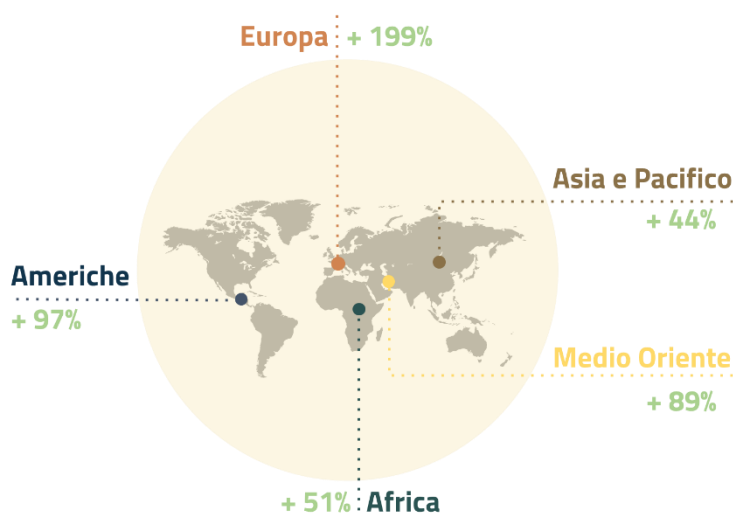 Europa + 199%
Asia e Pacifico
+ 44%
Americhe
+ 97%
Medio Oriente
+ 89%
+ 51% Africa